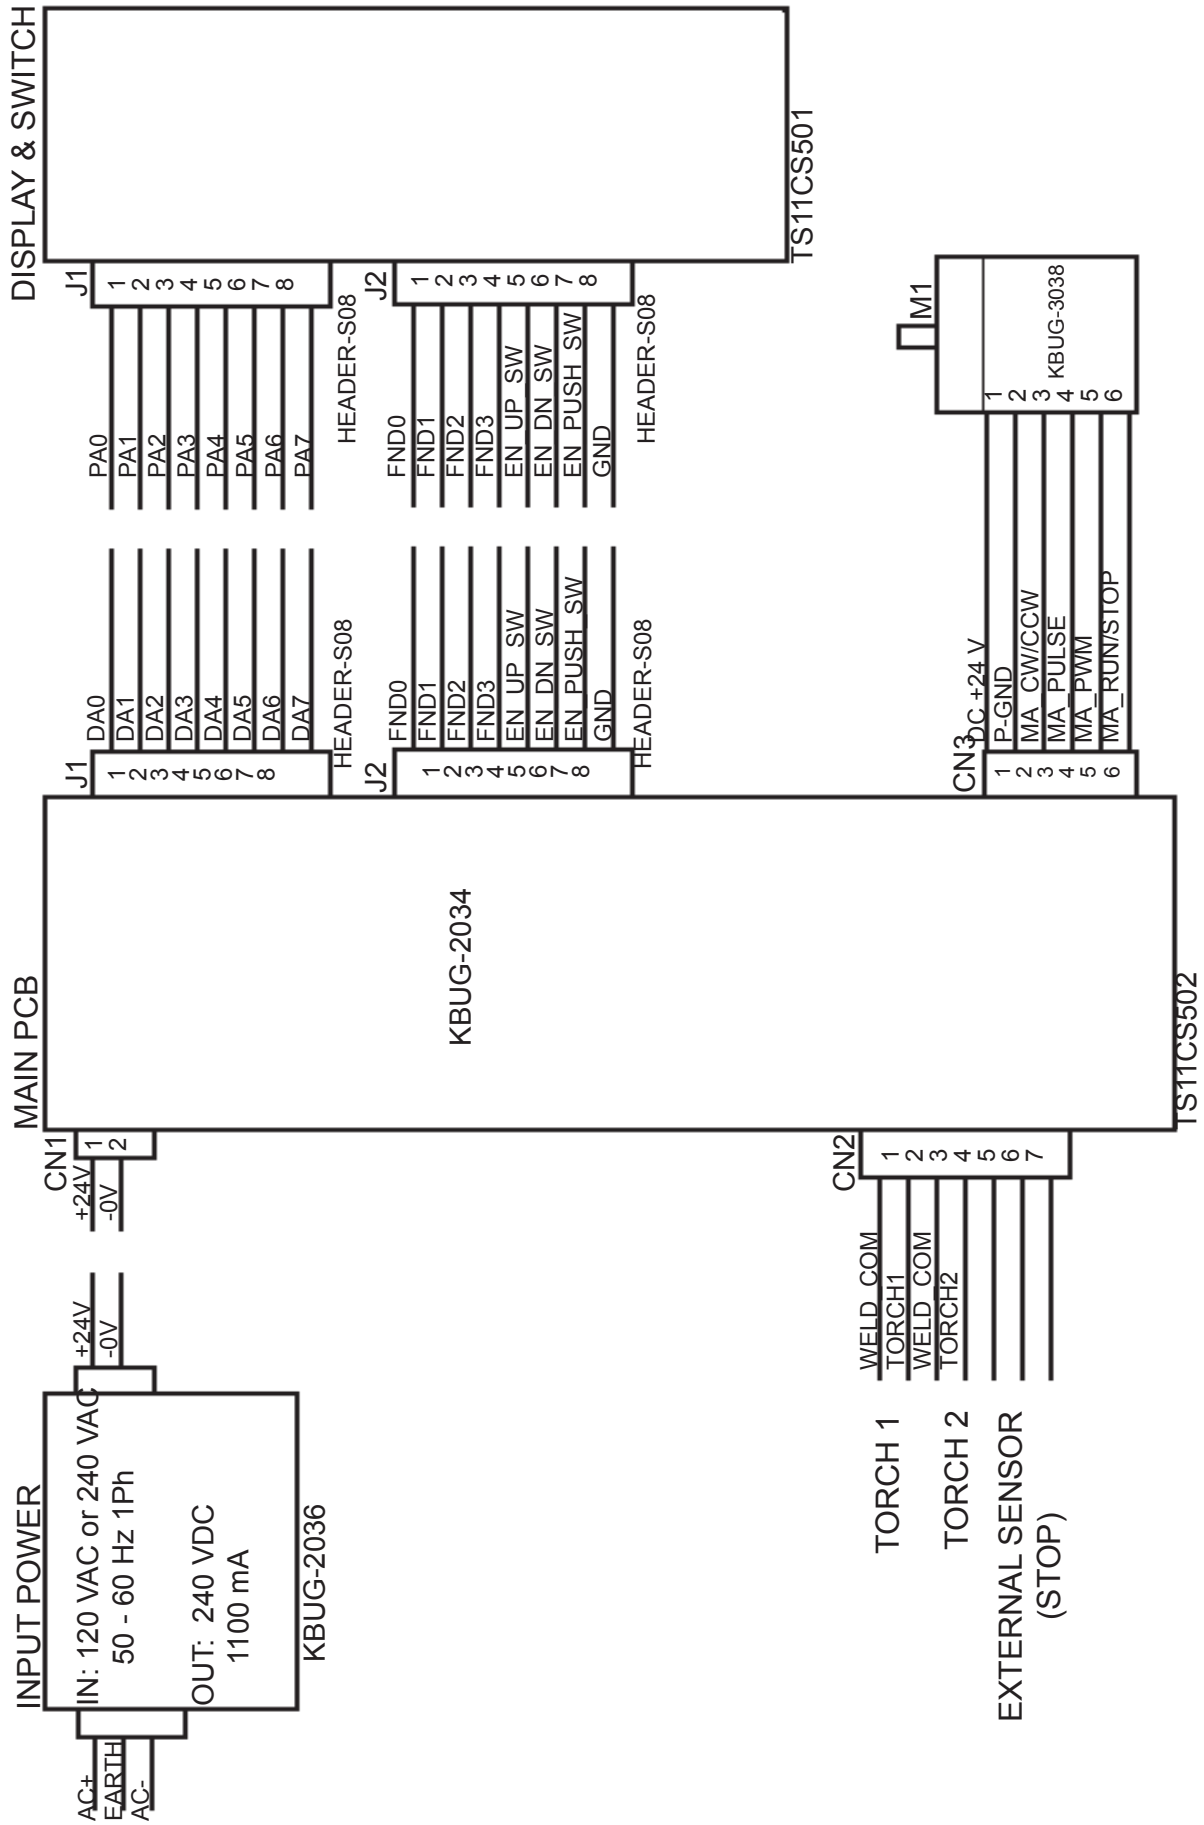 INPUT POWER
IN: 120 VAC or 240 VAC
50 - 60 Hz 1Ph
OUT: 240 VDC
1100 mA
KBUG-2036
AC+
EARTH
AC-
+24V
-0V
+24V
-0V
CN1
1
2
MAIN PCB
KBUG-2034
TS11CS502
CN2
1
2
3
4
5
6
7
WELD_COM
TORCH1
WELD_COM
TORCH2
TORCH 1
TORCH 2
EXTERNAL SENSOR
(STOP)
J1
1
2
3
4
5
6
7
8
DA0
DA1
DA2
DA3
DA4
DA5
DA6
DA7
HEADER-S08
J2
1
2
3
4
5
6
7
8
FND0
FND1
FND2
FND3
EN_UP_SW
EN_DN_SW
EN_PUSH_SW
GND
HEADER-S08
CN3
1
2
3
4
5
6
DC +24 V
P-GND
MA_CW/CCW
MA_PULSE
MA_PWM
MA_RUN/STOP
DISPLAY & SWITCH
TS11CS501
J1
1
2
3
4
5
6
7
8
PA0
PA1
PA2
PA3
PA4
PA5
PA6
PA7
HEADER-S08
J2
1
2
3
4
5
6
7
8
FND0
FND1
FND2
FND3
EN_UP_SW
EN_DN_SW
EN_PUSH_SW
GND
HEADER-S08
M1
KBUG-3038
1
2
3
4
5
6